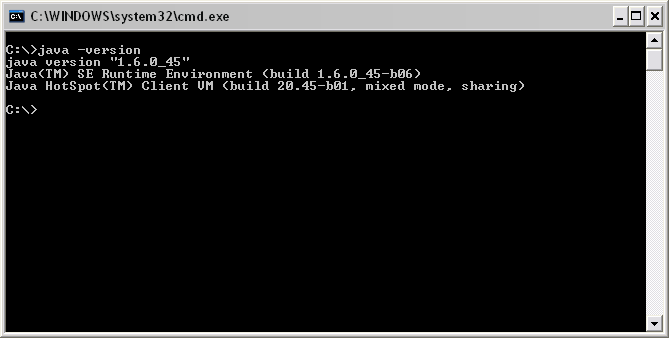 C:\WINDOWS\system32\cmd.exe
C:\>java -version
java version "1.6.0_45"
Java(TM) SE Runtime Environment (build 1.6.0_45-b06)
Java HotSpot(TM) Client VM (build 20.45-b01, mixed mode, sharing)
C:\>